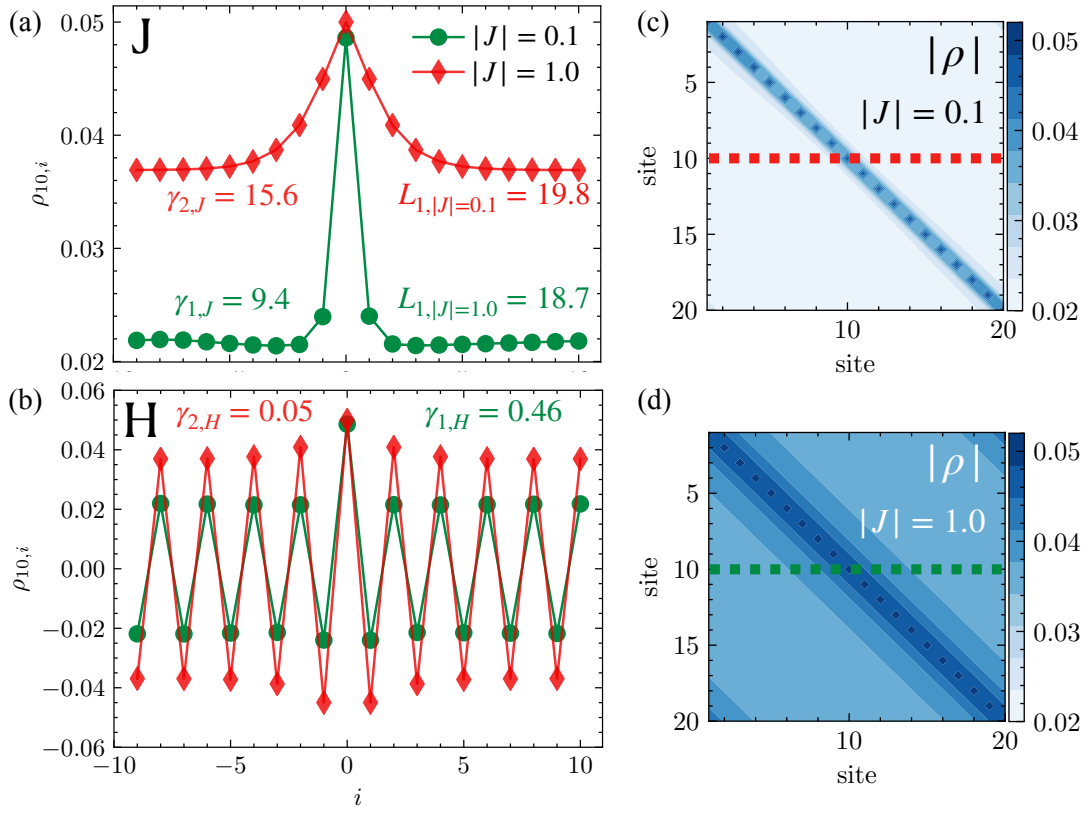 (a)
J
|J| = 0.1
|J| = 1.0
γ2,J = 15.6
L1,|J|=0.1 = 19.8
γ1,J = 9.4
L1,|J|=1.0 = 18.7
ρ10,i
0.05
0.04
0.03
0.02
(b)
H
γ2,H = 0.05
γ1,H = 0.46
ρ10,i
0.06
0.04
0.02
0.00
−0.02
−0.04
−0.06
−10
−5
0
5
10
i
(c)
|ρ|
|J| = 0.1
site
5
10
15
20
10
20
site
0.05
0.04
0.03
0.02
(d)
|ρ|
|J| = 1.0
site
5
10
15
20
10
20
site
0.05
0.04
0.03
0.02